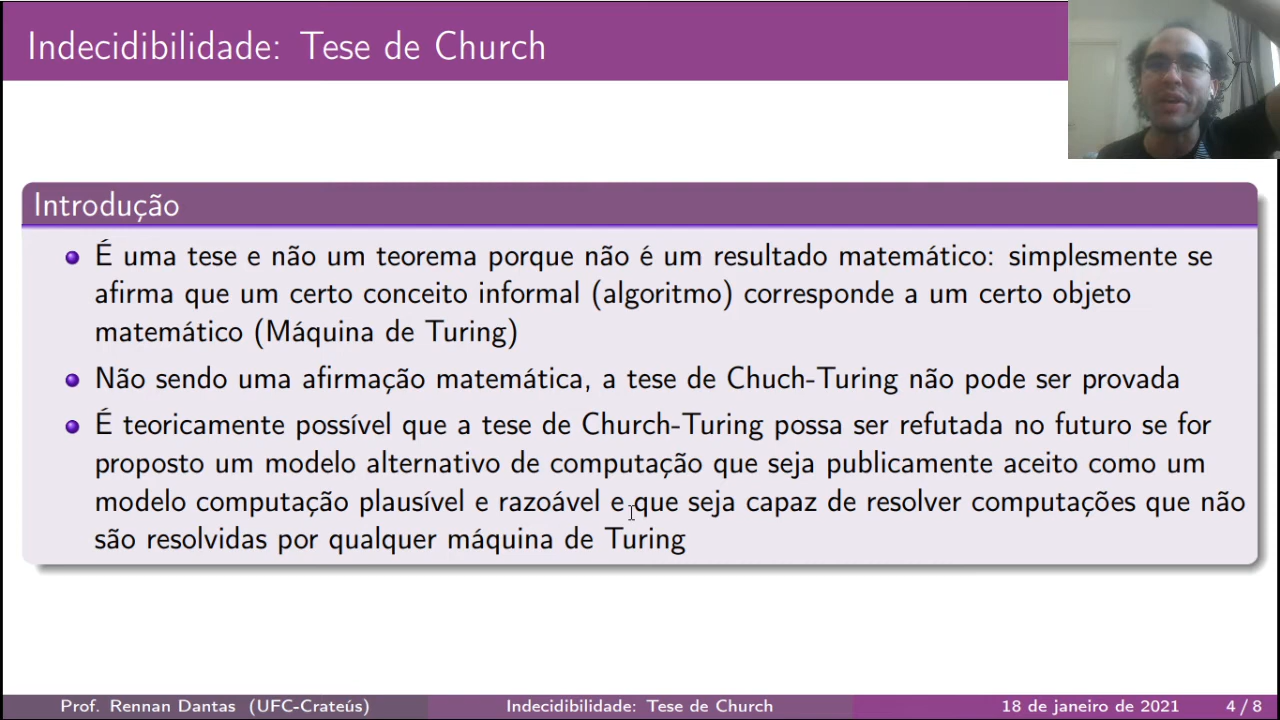 Indecidibilidade: Tese de Church
Introdução
É uma tese e não um teorema porque não é um resultado matemático: simplesmente se
afirma que um certo conceito informal (algoritmo) corresponde a um certo objeto
matemático (Máquina de Turing)
Não sendo uma afirmação matemática, a tese de Chuch-Turing não pode ser provada
É teoricamente possível que a tese de Church-Turing possa ser refutada no futuro se for
proposto um modelo alternativo de computação que seja publicamente aceito como um
modelo computação plausível e razoável e que seja capaz de resolver computações que não
são resolvidas por qualquer máquina de Turing
Prof. Rennan Dantas (UFC-Crateús)
Indecidibilidade: Tese de Church
18 de janeiro de 2021
4 / 8